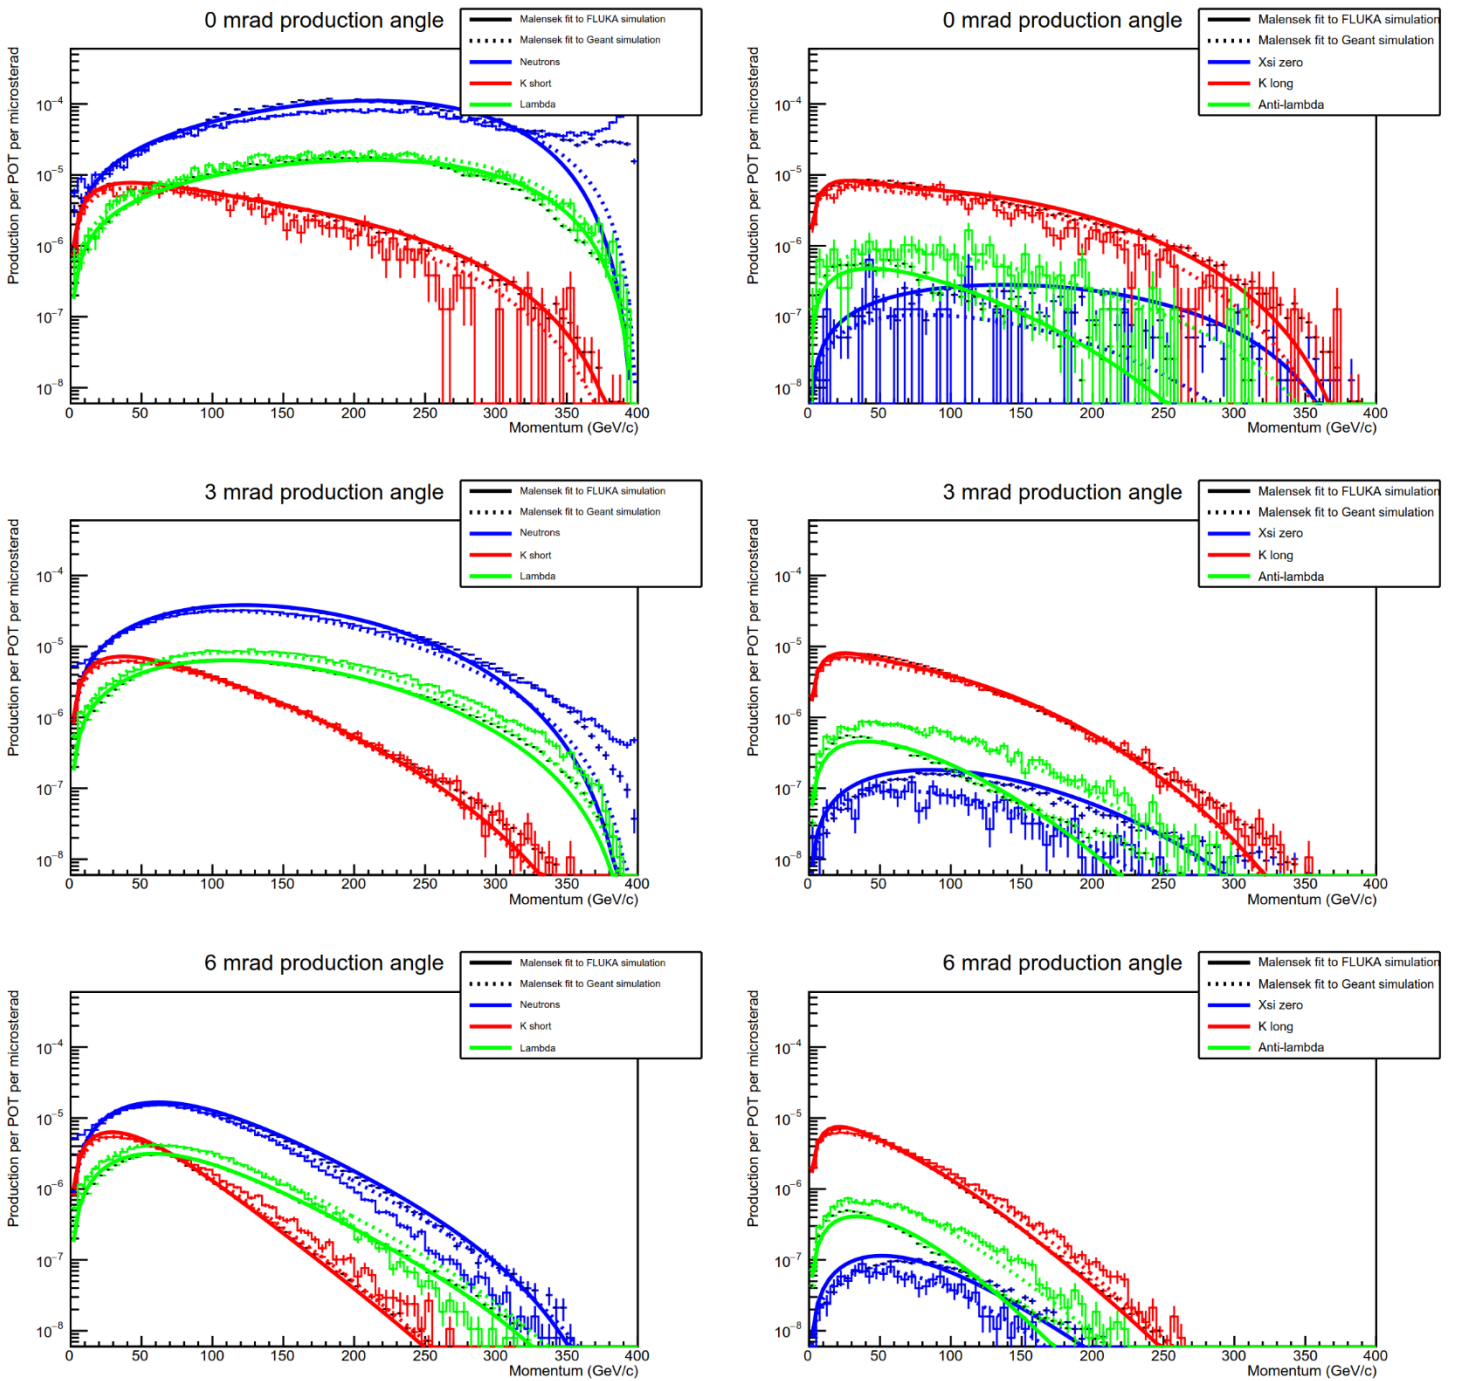 0 mrad production angle
Malensek fit to FLUKA simulation
Malensek fit to Geant simulation
Neutrons
K short
Lambda
Production per POT per microsterad
10⁻⁴
10⁻⁵
10⁻⁶
10⁻⁷
10⁻⁸
0 50 100 150 200 250 300 350 400
Momentum (GeV/c)
0 mrad production angle
Malensek fit to FLUKA simulation
Malensek fit to Geant simulation
Xsi zero
K long
Anti-lambda
Production per POT per microsterad
10⁻⁴
10⁻⁵
10⁻⁶
10⁻⁷
10⁻⁸
0 50 100 150 200 250 300 350 400
Momentum (GeV/c)
3 mrad production angle
Malensek fit to FLUKA simulation
Malensek fit to Geant simulation
Neutrons
K short
Lambda
Production per POT per microsterad
10⁻⁴
10⁻⁵
10⁻⁶
10⁻⁷
10⁻⁸
0 50 100 150 200 250 300 350 400
Momentum (GeV/c)
3 mrad production angle
Malensek fit to FLUKA simulation
Malensek fit to Geant simulation
Xsi zero
K long
Anti-lambda
Production per POT per microsterad
10⁻⁴
10⁻⁵
10⁻⁶
10⁻⁷
10⁻⁸
0 50 100 150 200 250 300 350 400
Momentum (GeV/c)
6 mrad production angle
Malensek fit to FLUKA simulation
Malensek fit to Geant simulation
Neutrons
K short
Lambda
Production per POT per microsterad
10⁻⁴
10⁻⁵
10⁻⁶
10⁻⁷
10⁻⁸
0 50 100 150 200 250 300 350 400
Momentum (GeV/c)
6 mrad production angle
Malensek fit to FLUKA simulation
Malensek fit to Geant simulation
Xsi zero
K long
Anti-lambda
Production per POT per microsterad
10⁻⁴
10⁻⁵
10⁻⁶
10⁻⁷
10⁻⁸
0 50 100 150 200 250 300 350 400
Momentum (GeV/c)